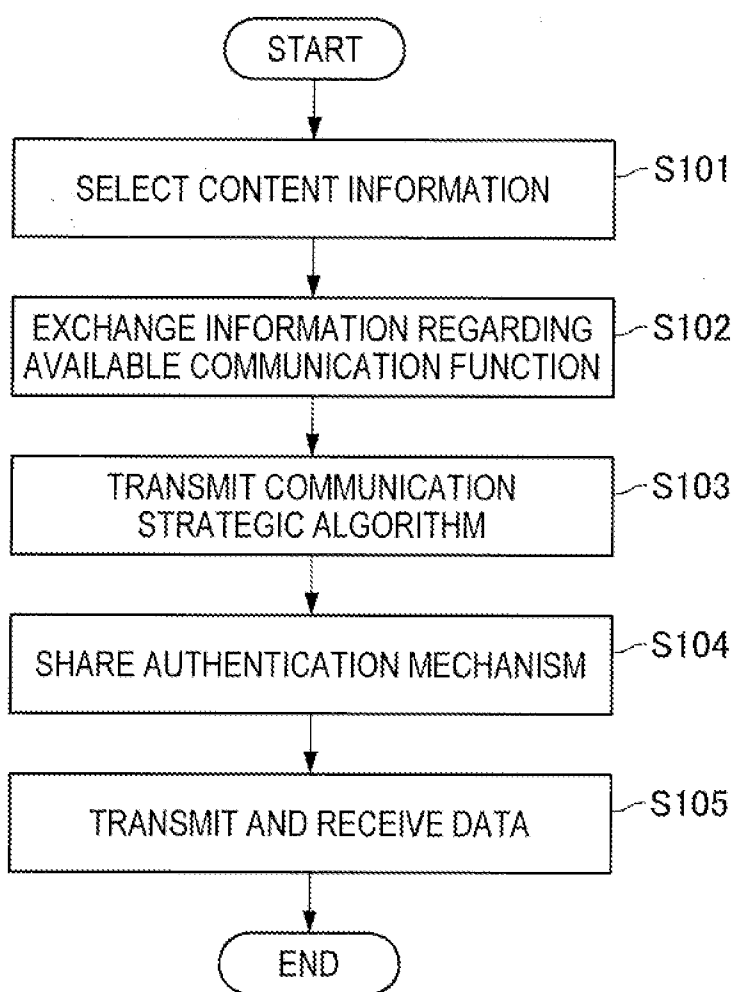 START
SELECT CONTENT INFORMATION
S101
EXCHANGE INFORMATION REGARDING
AVAILABLE COMMUNICATION FUNCTION
S102
TRANSMIT COMMUNICATION
STRATEGIC ALGORITHM
S103
SHARE AUTHENTICATION MECHANISM
S104
TRANSMIT AND RECEIVE DATA
S105
END